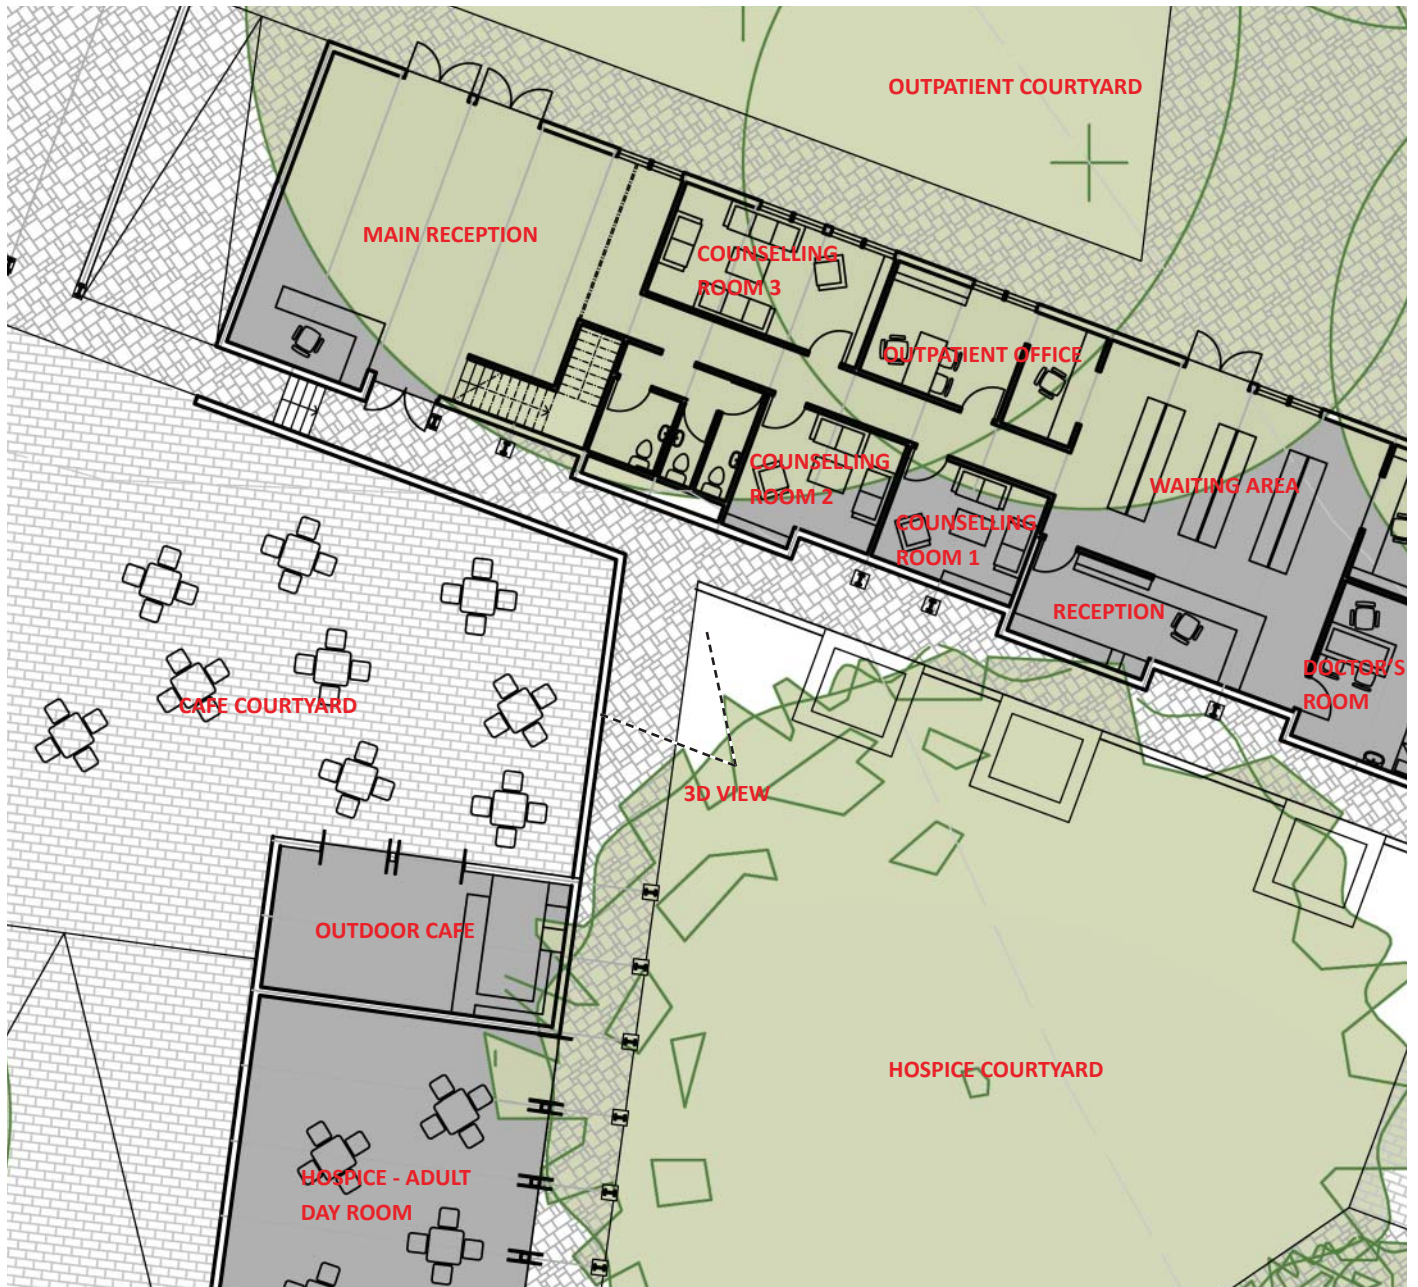 OUTPATIENT COURTYARD
MAIN RECEPTION
COUNSELLING
ROOM 3
OUTPATIENT OFFICE
COUNSELLING
ROOM 2
WAITING AREA
COUNSELLING
ROOM 1
RECEPTION
DOCTOR'S
ROOM
CAFE COURTYARD
3D VIEW
OUTDOOR CAFE
HOSPICE COURTYARD
HOSPICE - ADULT
DAY ROOM